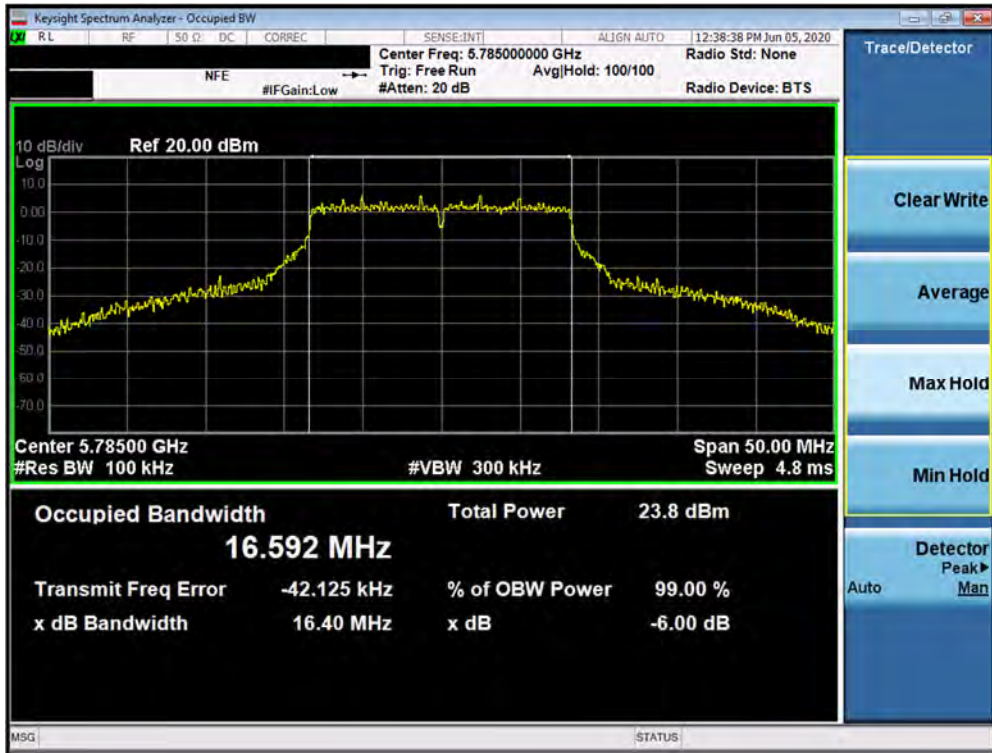 Keysight Spectrum Analyzer - Occupied BW
LXI RL RF 50 Ω DC CORREC SENSE:INT ALIGN AUTO 12:38:38 PM Jun 05, 2020
Center Freq: 5.785000000 GHz Radio Std: None
NFE Trig: Free Run Avg|Hold: 100/100
#IFGain:Low #Atten: 20 dB Radio Device: BTS
Trace/Detector
10 dB/div Ref 20.00 dBm
Log
10.0
0.00
-10.0
-20.0
-30.0
-40.0
-50.0
-60.0
-70.0
Center 5.78500 GHz Span 50.00 MHz
#Res BW 100 kHz #VBW 300 kHz Sweep 4.8 ms
Occupied Bandwidth Total Power 23.8 dBm
16.592 MHz
Transmit Freq Error -42.125 kHz % of OBW Power 99.00 %
x dB Bandwidth 16.40 MHz x dB -6.00 dB
Clear Write
Average
Max Hold
Min Hold
Detector
Peak▶
Auto Man
MSG STATUS